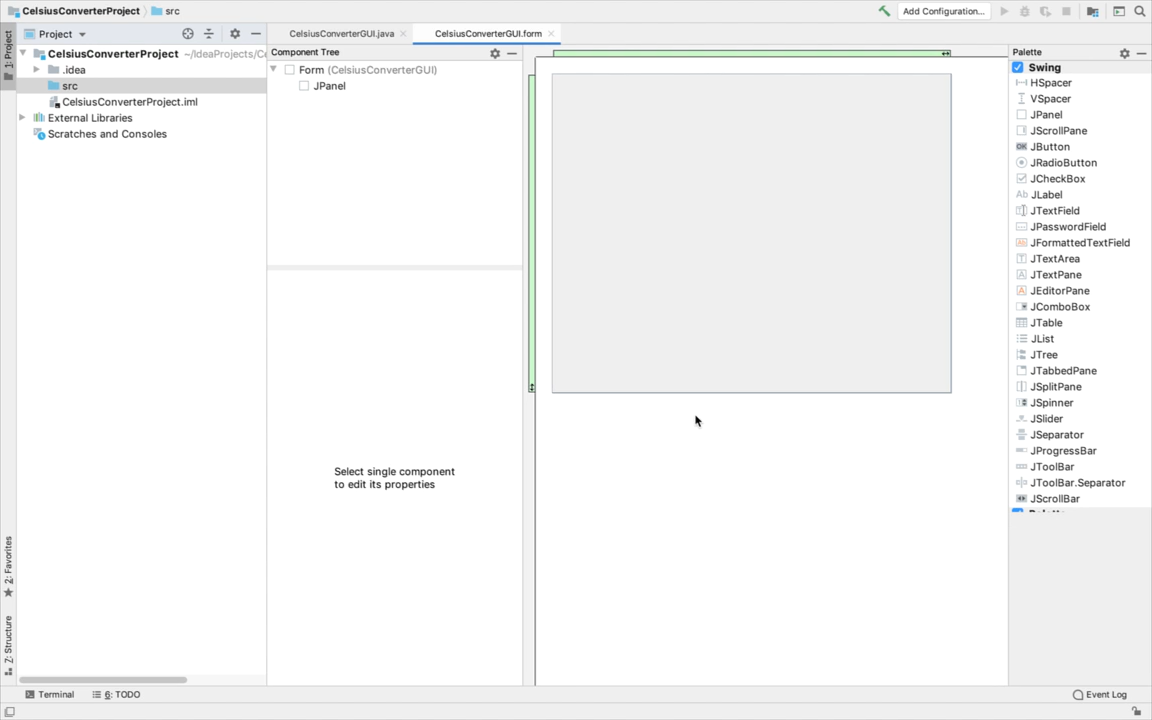 CelsiusConverterProject
src
Add Configuration...
1: Project
Project
CelsiusConverterProject ~/IdeaProjects/Ce
.idea
src
CelsiusConverterProject.iml
External Libraries
Scratches and Consoles
CelsiusConverterGUI.java
CelsiusConverterGUI.form
Component Tree
Form (CelsiusConverterGUI)
JPanel
Select single component
to edit its properties
Palette
Swing
HSpacer
VSpacer
JPanel
JScrollPane
OK JButton
JRadioButton
JCheckBox
Ab JLabel
JTextField
JPasswordField
JFormattedTextField
JTextArea
JTextPane
JEditorPane
JComboBox
JTable
JList
JTree
JTabbedPane
JSplitPane
JSpinner
JSlider
JSeparator
JProgressBar
JToolBar
JToolBar.Separator
JScrollBar
2: Favorites
Z: Structure
Terminal
6: TODO
Event Log